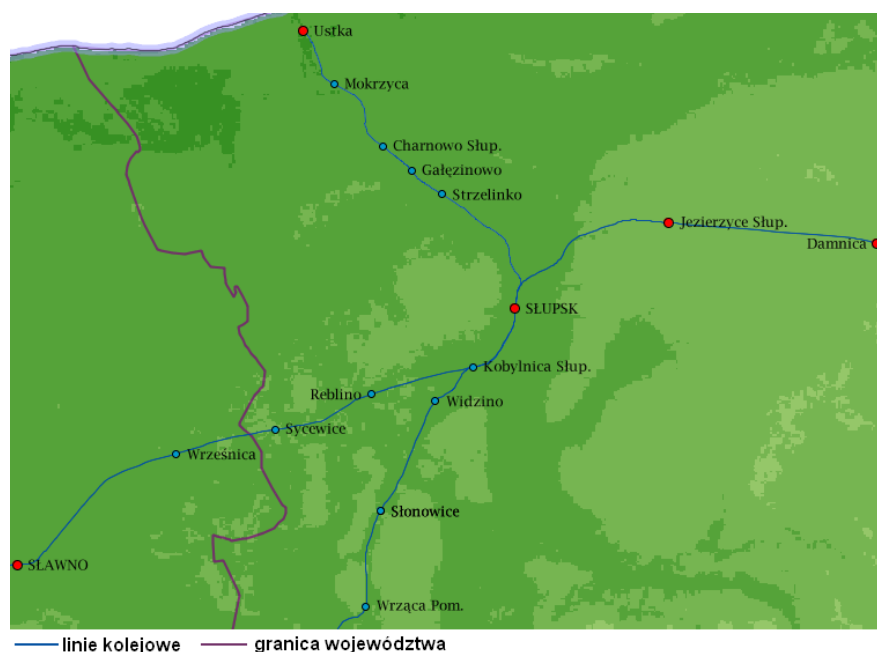 Ustka
Mokrzyca
Charnowo Słup.
Gałęzinowo
Strzelinko
Jezierzyce Słup.
Damnica
SŁUPSK
Kobylnica Słup.
Reblino
Widzino
Sycewice
Wrześnica
Słonowice
SŁAWNO
Wrząca Pom.
linie kolejowe
granica województwa